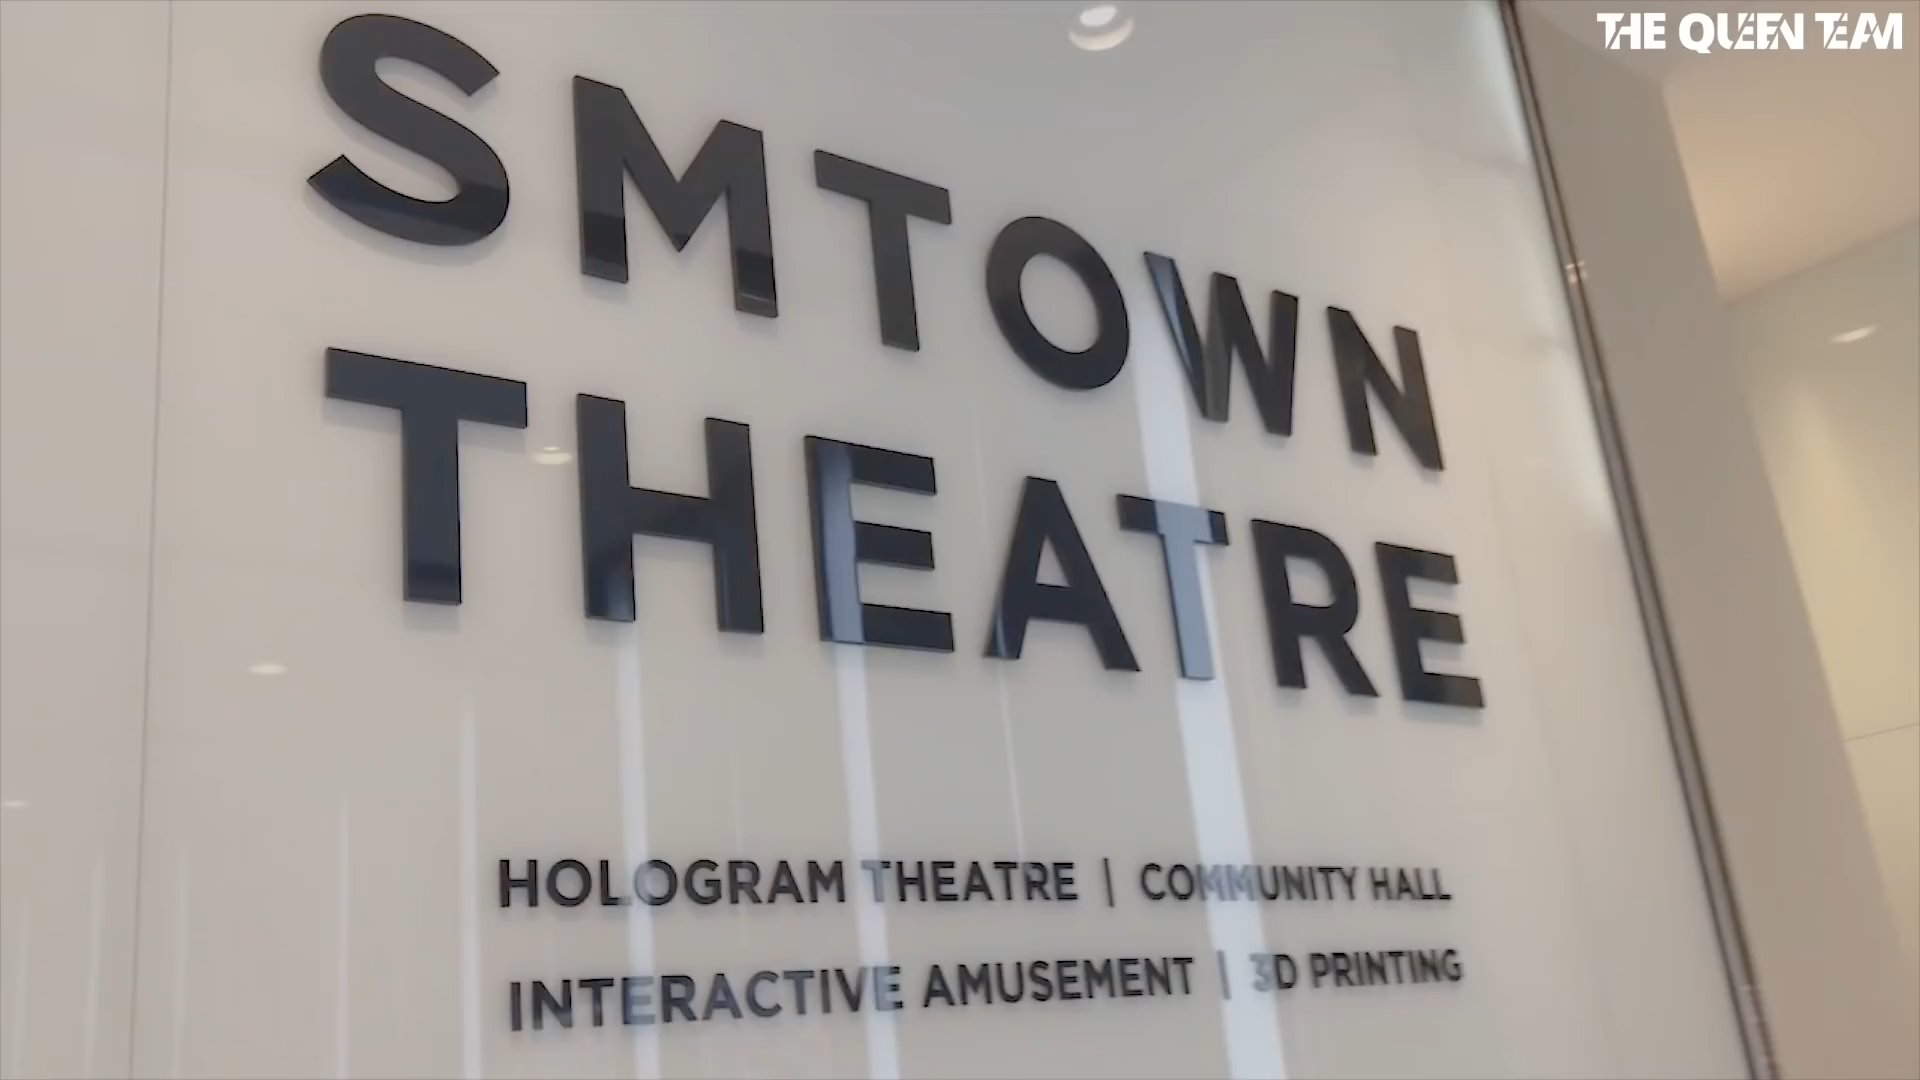 THE QUEEN TEAM
SMTOWN
THEATRE
HOLOGRAM THEATRE | COMMUNITY HALL
INTERACTIVE AMUSEMENT | 3D PRINTING